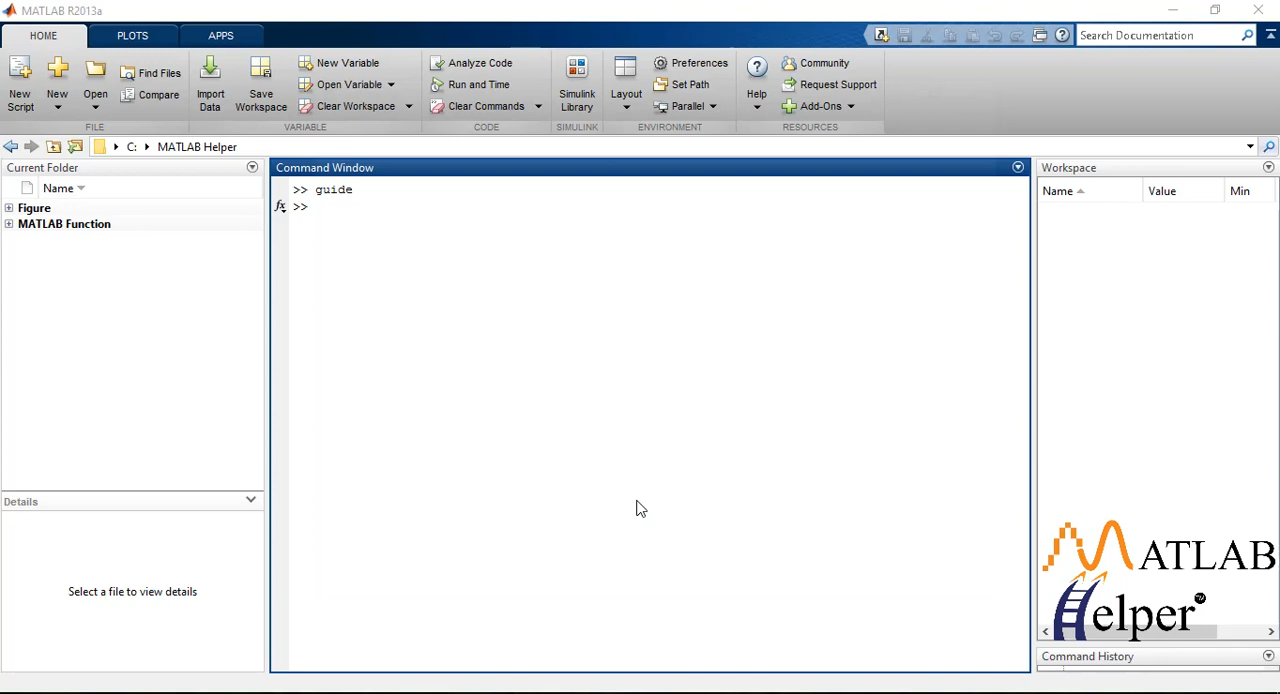 MATLAB R2013a
HOME PLOTS APPS
Search Documentation
New Script
New
Open
Find Files
Compare
Import Data
Save Workspace
New Variable
Open Variable
Clear Workspace
Analyze Code
Run and Time
Clear Commands
Simulink Library
Layout
Preferences
Set Path
Parallel
Help
Community
Request Support
Add-Ons
FILE VARIABLE CODE SIMULINK ENVIRONMENT RESOURCES
C: MATLAB Helper
Current Folder
Name
Figure
MATLAB Function
Details
Select a file to view details
Command Window
>> guide
fx >>
Workspace
Name Value Min
MATLAB
Helper
Command History